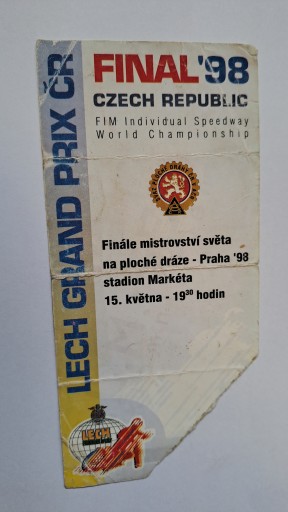 LECH GRAND PRIX ČR
FINAL '98
CZECH REPUBLIC
FIM Individual Speedway
World Championship
Finále mistrovství světa
na ploché dráze - Praha '98
stadion Markéta
15. května - 19³⁰ hodin
LECH